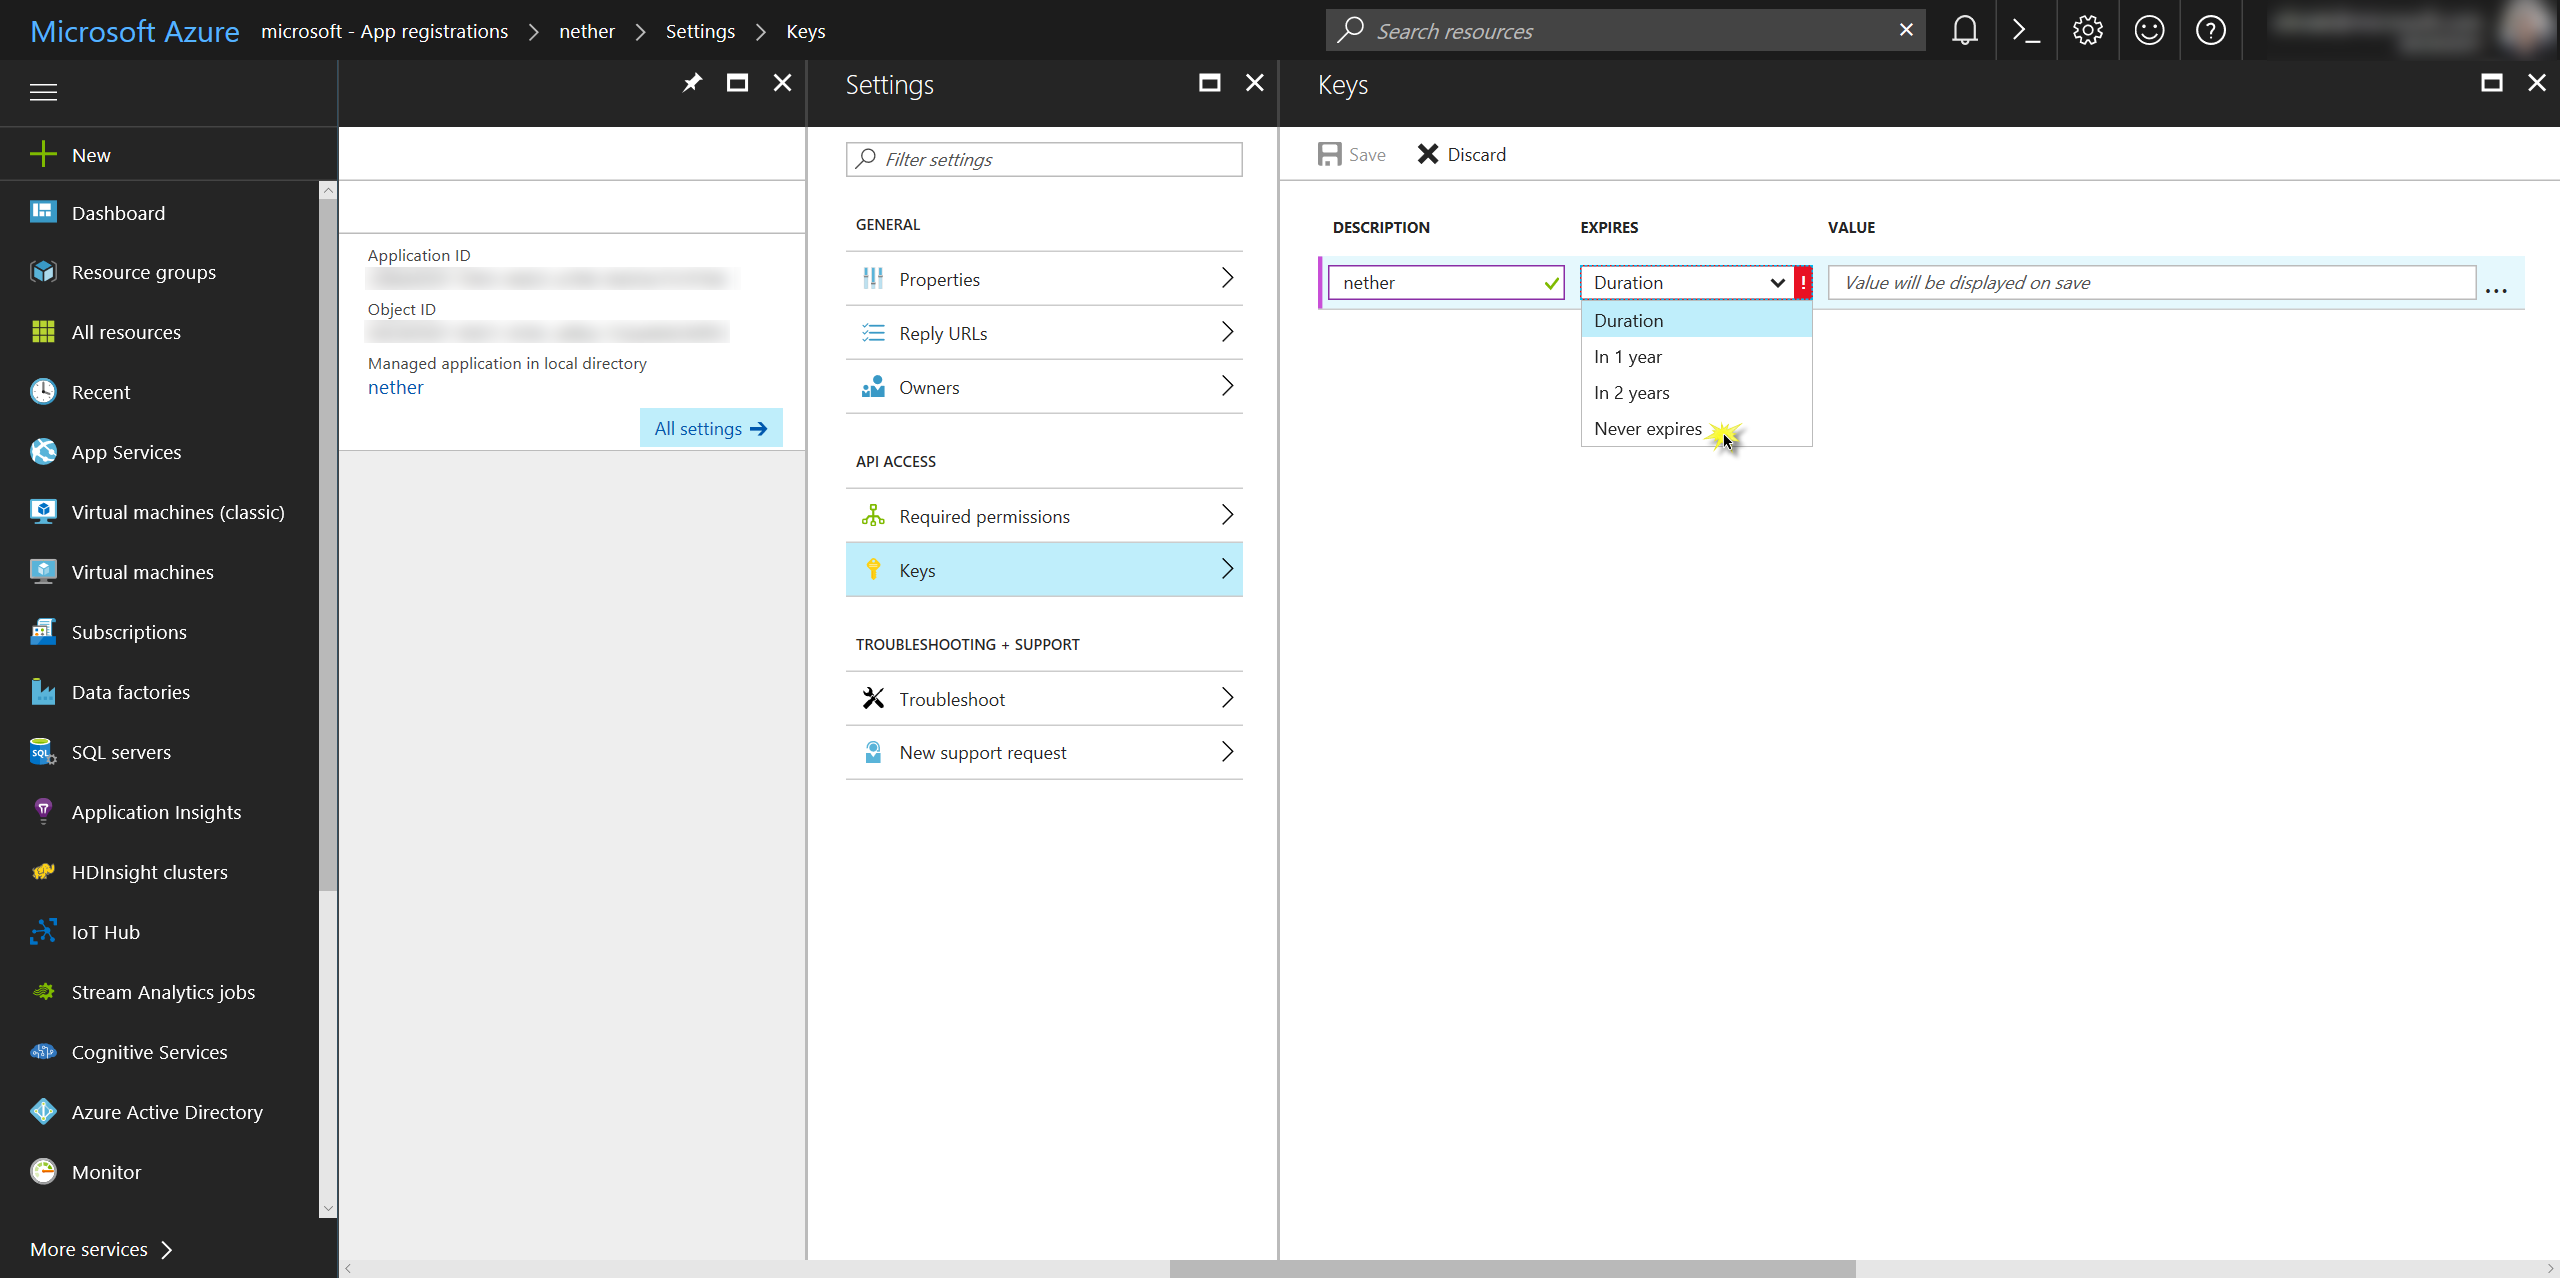 Microsoft Azure
microsoft - App registrations
nether
Settings
Keys
Search resources
New
Dashboard
Resource groups
All resources
Recent
App Services
Virtual machines (classic)
Virtual machines
Subscriptions
Data factories
SQL servers
Application Insights
HDInsight clusters
IoT Hub
Stream Analytics jobs
Cognitive Services
Azure Active Directory
Monitor
More services
Application ID
Object ID
Managed application in local directory
nether
All settings
Settings
Filter settings
GENERAL
Properties
Reply URLs
Owners
API ACCESS
Required permissions
Keys
TROUBLESHOOTING + SUPPORT
Troubleshoot
New support request
Keys
Save
Discard
DESCRIPTION
EXPIRES
VALUE
nether
Duration
!
Value will be displayed on save
...
Duration
In 1 year
In 2 years
Never expires